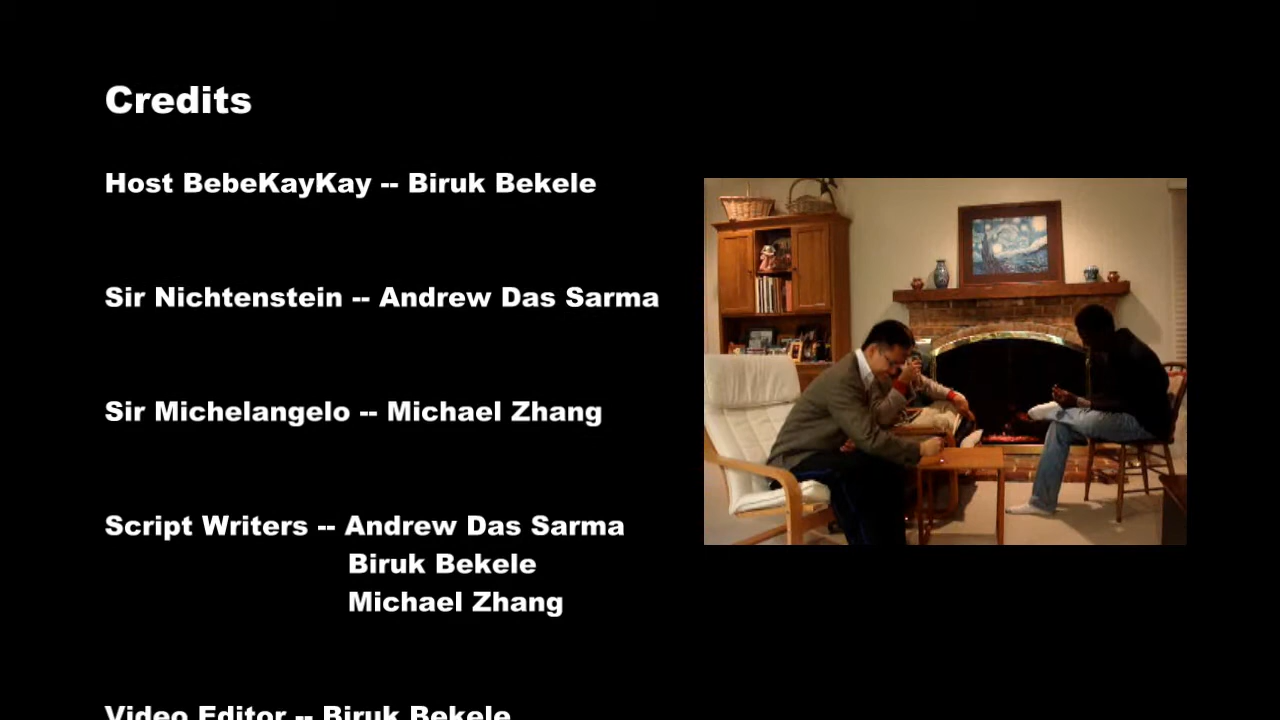 Credits
Host BebeKayKay -- Biruk Bekele
Sir Nichtenstein -- Andrew Das Sarma
Sir Michelangelo -- Michael Zhang
Script Writers -- Andrew Das Sarma
Biruk Bekele
Michael Zhang
Video Editor -- Biruk Bekele